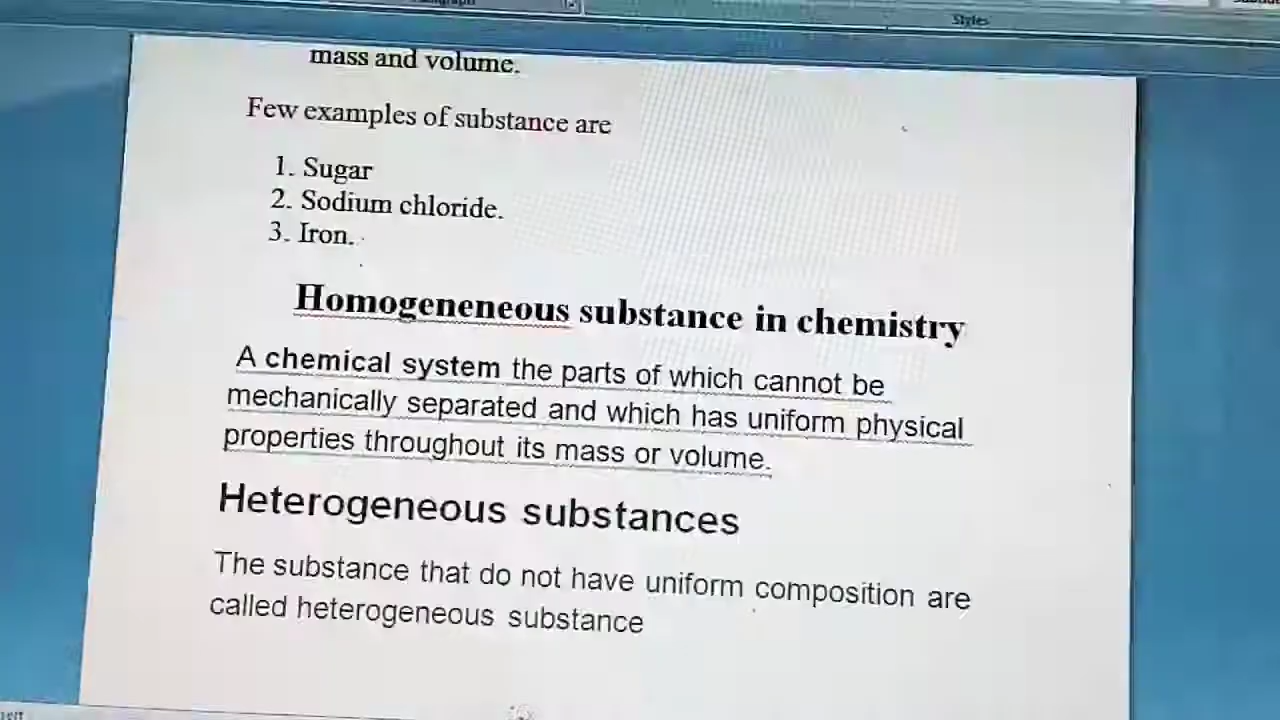 Styles
mass and volume.
Few examples of substance are
1. Sugar
2. Sodium chloride.
3. Iron.
Homogeneneous substance in chemistry
A chemical system the parts of which cannot be
mechanically separated and which has uniform physical
properties throughout its mass or volume.
Heterogeneous substances
The substance that do not have uniform composition are
called heterogeneous substance